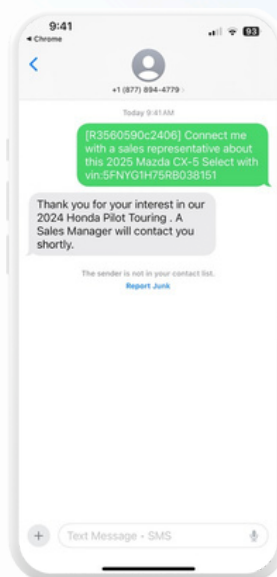 9:41
93
Chrome
+1 (877) 894-4779
Today 9:41 AM
[R3560590c2406] Connect me
with a sales representative about
this 2025 Mazda CX-5 Select with
vin:5FNYG1H75RB038151
Thank you for your interest in our
2024 Honda Pilot Touring . A
Sales Manager will contact you
shortly.
The sender is not in your contact list.
Report Junk
Text Message • SMS